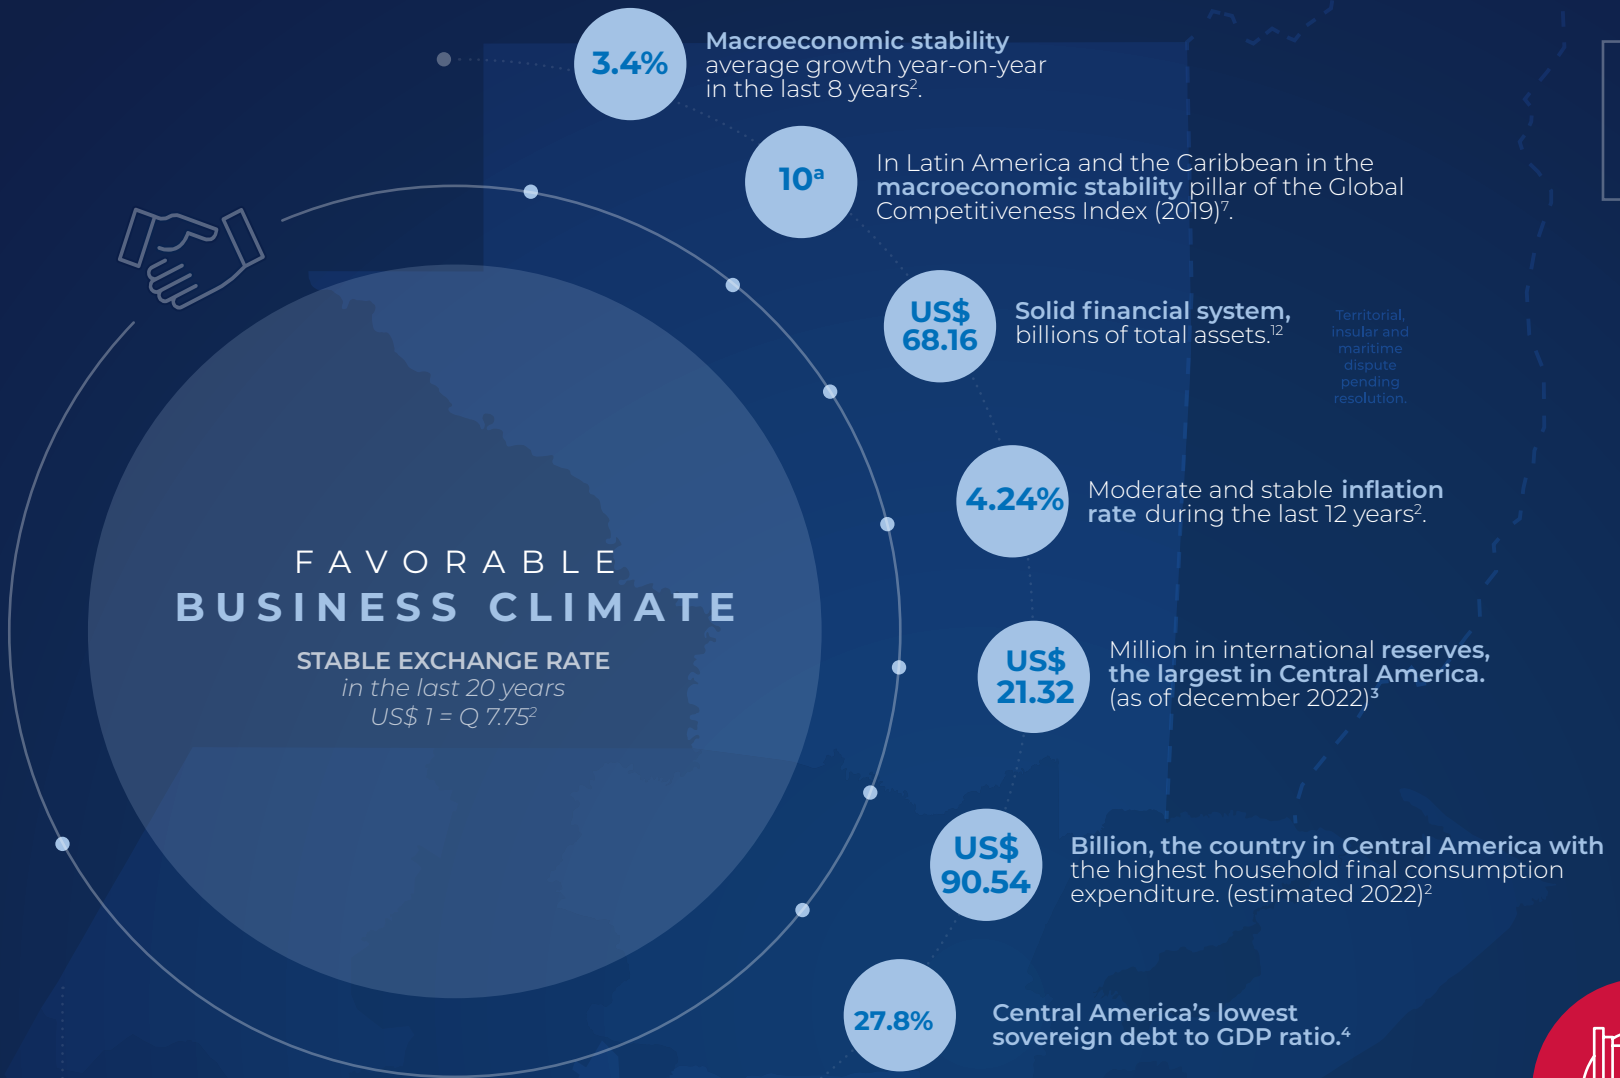 3.4%
Macroeconomic stability
average growth year-on-year
in the last 8 years².
10ª
In Latin America and the Caribbean in the
macroeconomic stability pillar of the Global
Competitiveness Index (2019)⁷.
US$
68.16
Solid financial system,
billions of total assets.¹²
Territorial,
insular and
maritime
dispute
pending
resolution.
4.24%
Moderate and stable inflation
rate during the last 12 years².
FAVORABLE
BUSINESS CLIMATE
STABLE EXCHANGE RATE
in the last 20 years
US$ 1 = Q 7.75²
US$
21.32
Million in international reserves,
the largest in Central America.
(as of december 2022)³
US$
90.54
Billion, the country in Central America with
the highest household final consumption
expenditure. (estimated 2022)²
27.8%
Central America’s lowest
sovereign debt to GDP ratio.⁴